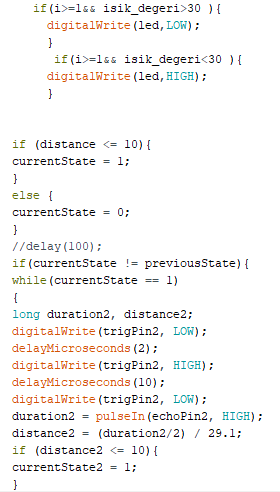 if(i>=1&& isik_degeri>30 ){
digitalWrite(led,LOW);
}
if(i>=1&& isik_degeri<30 ){
digitalWrite(led,HIGH);
}
if (distance <= 10){
currentState = 1;
}
else {
currentState = 0;
}
//delay(100);
if(currentState != previousState){
while(currentState == 1)
{
long duration2, distance2;
digitalWrite(trigPin2, LOW);
delayMicroseconds(2);
digitalWrite(trigPin2, HIGH);
delayMicroseconds(10);
digitalWrite(trigPin2, LOW);
duration2 = pulseIn(echoPin2, HIGH);
distance2 = (duration2/2) / 29.1;
if (distance2 <= 10){
currentState2 = 1;
}